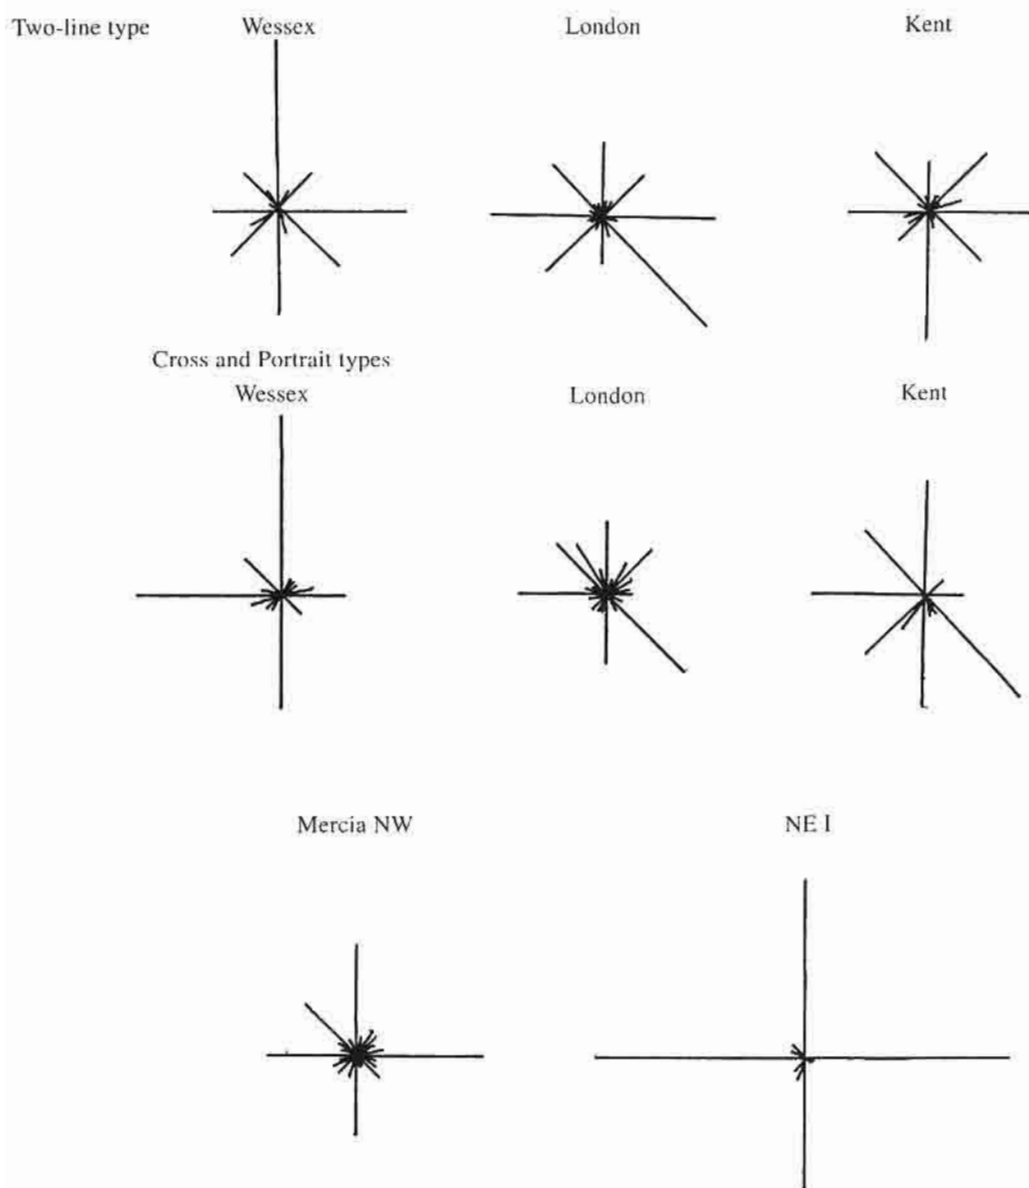 Two-line type Wessex London Kent
Cross and Portrait types
Wessex London Kent
Mercia NW NE I